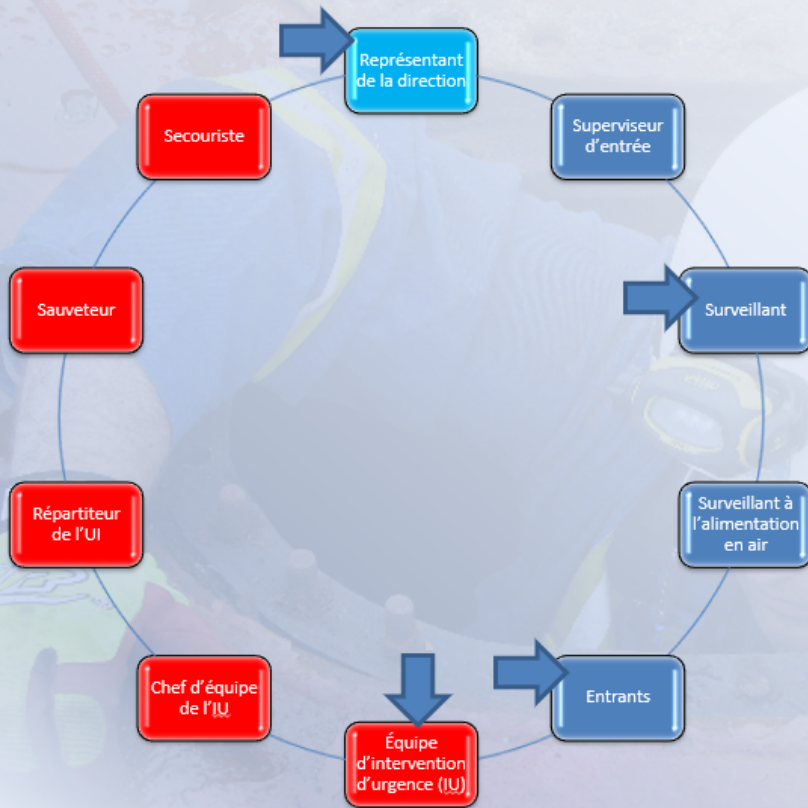 Représentant
de la direction
Superviseur
d'entrée
Surveillant
Surveillant à
l'alimentation
en air
Entrants
Équipe
d'intervention
d'urgence (IU)
Chef d'équipe
de l'IU
Répartiteur
de l'UI
Sauveteur
Secouriste